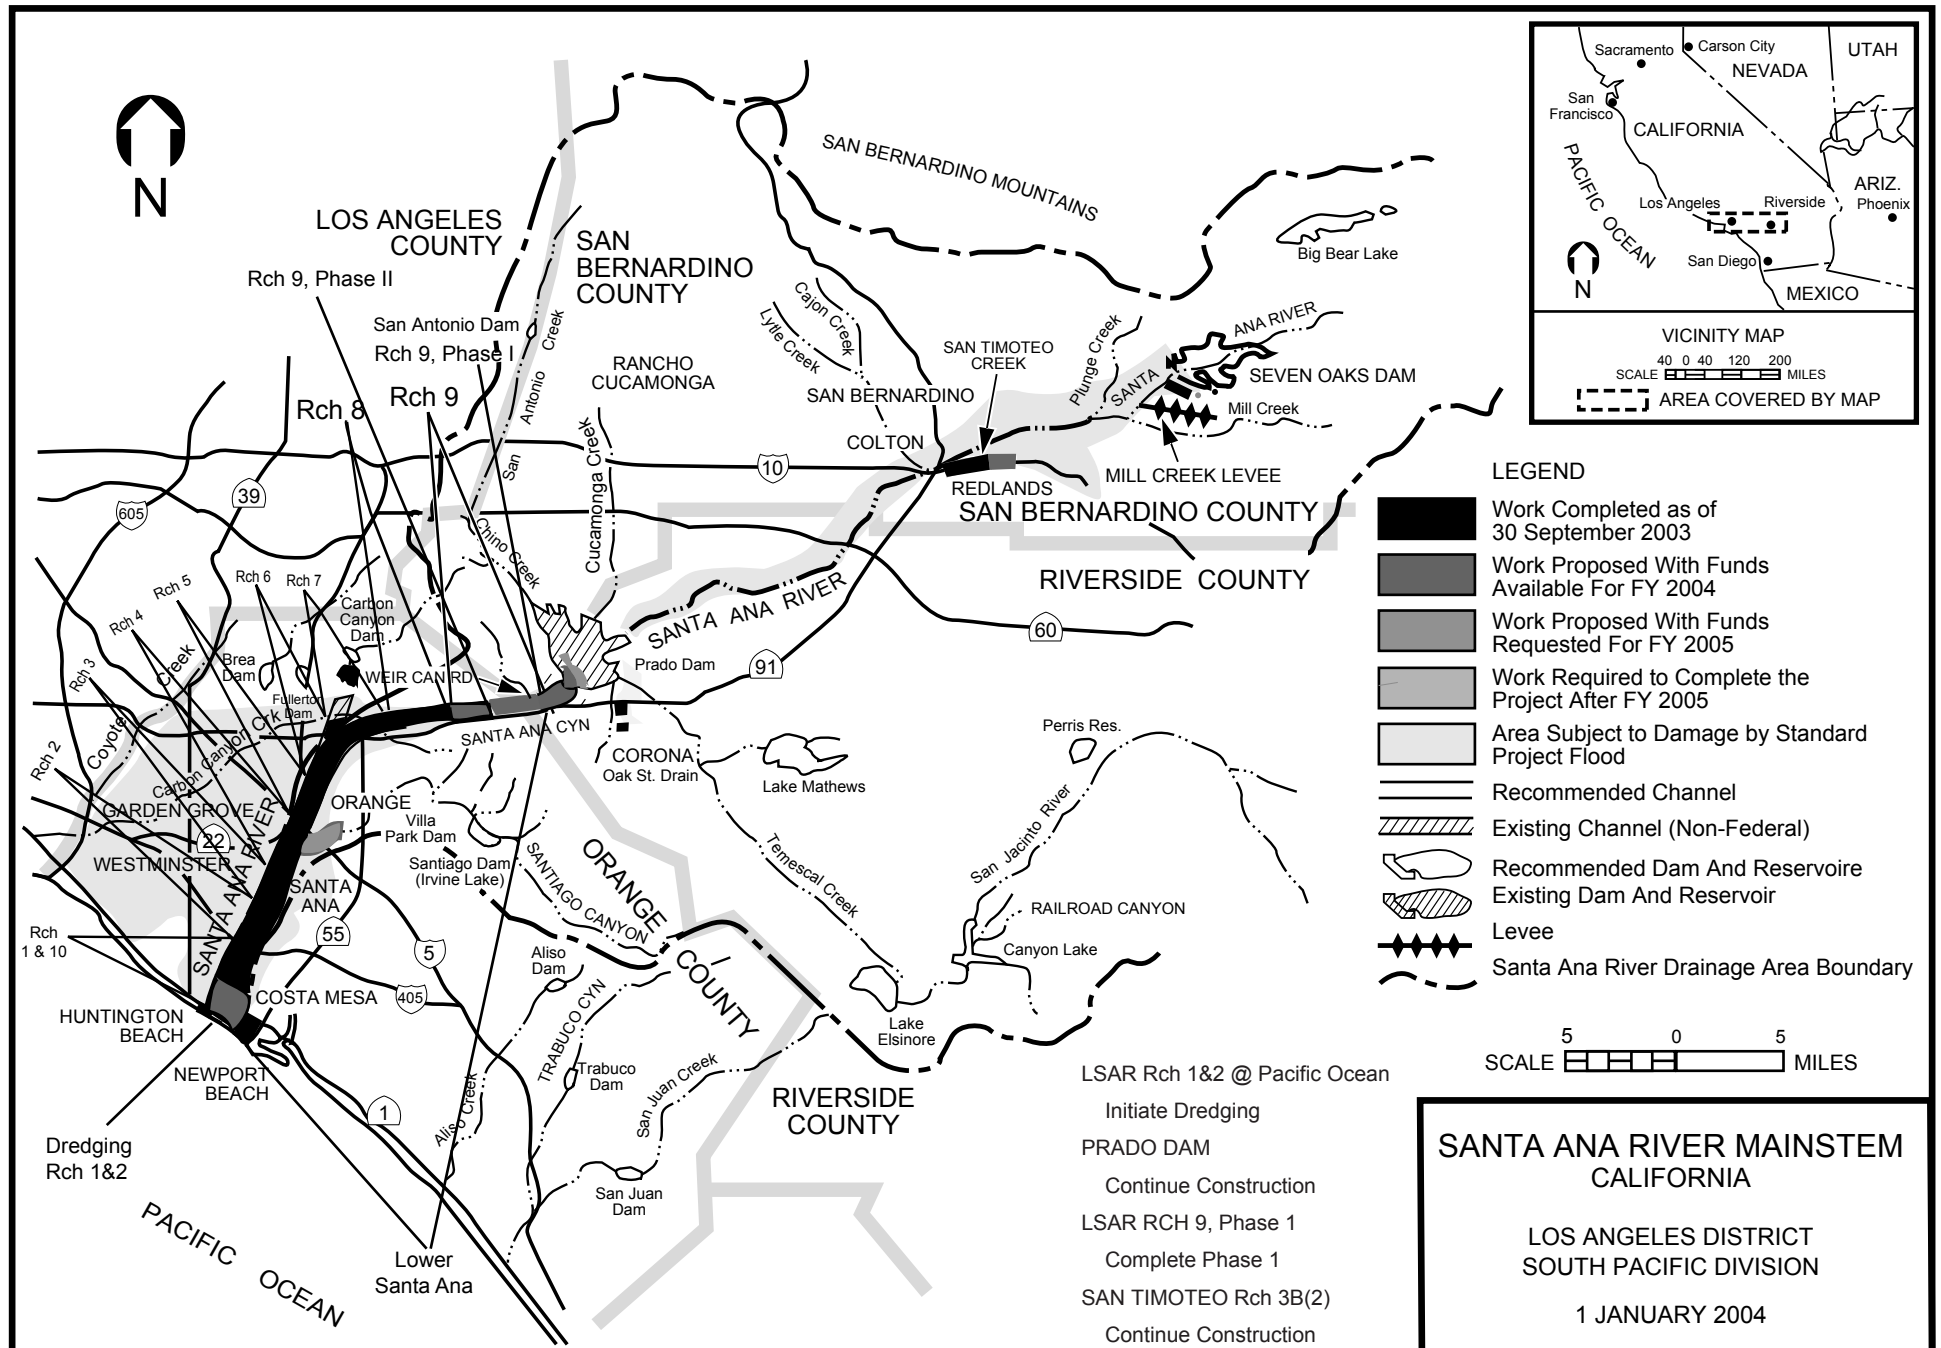 N
LOS ANGELES
COUNTY
SAN
BERNARDINO
COUNTY
SAN BERNARDINO MOUNTAINS
Big Bear Lake
Rch 9, Phase II
San Antonio Dam
Rch 9, Phase I
Rch 8
Rch 9
San Antonio Creek
RANCHO
CUCAMONGA
Cucamonga Creek
Cajon Creek
Lytle Creek
SAN BERNARDINO
SAN TIMOTEO
CREEK
Plunge Creek
SANTA
ANA RIVER
SEVEN OAKS DAM
Mill Creek
COLTON
MILL CREEK LEVEE
REDLANDS
SAN BERNARDINO COUNTY
RIVERSIDE COUNTY
10
39
605
60
91
Chino Creek
SANTA ANA RIVER
Prado Dam
Rch 7
Rch 6
Rch 5
Rch 4
Rch 3
Rch 2
Rch
1 & 10
Coyote Creek
Carbon
Canyon
Dam
Brea
Dam
Fullerton
Dam
WEIR CAN RD
Carbon Canyon Crk
SANTA ANA CYN
CORONA
Oak St. Drain
Lake Mathews
Perris Res.
GARDEN GROVE
22
WESTMINSTER
SANTA ANA RIVER
ORANGE
Villa
Park Dam
Santiago Dam
(Irvine Lake)
SANTA
ANA
55
5
405
1
SANTIAGO CANYON
ORANGE
COUNTY
Temescal Creek
San Jacinto River
RAILROAD CANYON
Canyon Lake
Lake
Elsinore
Aliso
Dam
TRABUCO CYN
Trabuco
Dam
Aliso Creek
San Juan Creek
San Juan
Dam
COSTA MESA
HUNTINGTON
BEACH
NEWPORT
BEACH
Dredging
Rch 1&2
Lower
Santa Ana
PACIFIC OCEAN
RIVERSIDE
COUNTY
LSAR Rch 1&2 @ Pacific Ocean
Initiate Dredging
PRADO DAM
Continue Construction
LSAR RCH 9, Phase 1
Complete Phase 1
SAN TIMOTEO Rch 3B(2)
Continue Construction
Sacramento
Carson City
NEVADA
UTAH
San
Francisco
CALIFORNIA
PACIFIC OCEAN
ARIZ.
Los Angeles
Riverside
Phoenix
San Diego
N
MEXICO
VICINITY MAP
40 0 40 120 200
SCALE MILES
AREA COVERED BY MAP
LEGEND
Work Completed as of
30 September 2003
Work Proposed With Funds
Available For FY 2004
Work Proposed With Funds
Requested For FY 2005
Work Required to Complete the
Project After FY 2005
Area Subject to Damage by Standard
Project Flood
Recommended Channel
Existing Channel (Non-Federal)
Recommended Dam And Reservoire
Existing Dam And Reservoir
Levee
Santa Ana River Drainage Area Boundary
5 0 5
SCALE MILES
SANTA ANA RIVER MAINSTEM
CALIFORNIA
LOS ANGELES DISTRICT
SOUTH PACIFIC DIVISION
1 JANUARY 2004